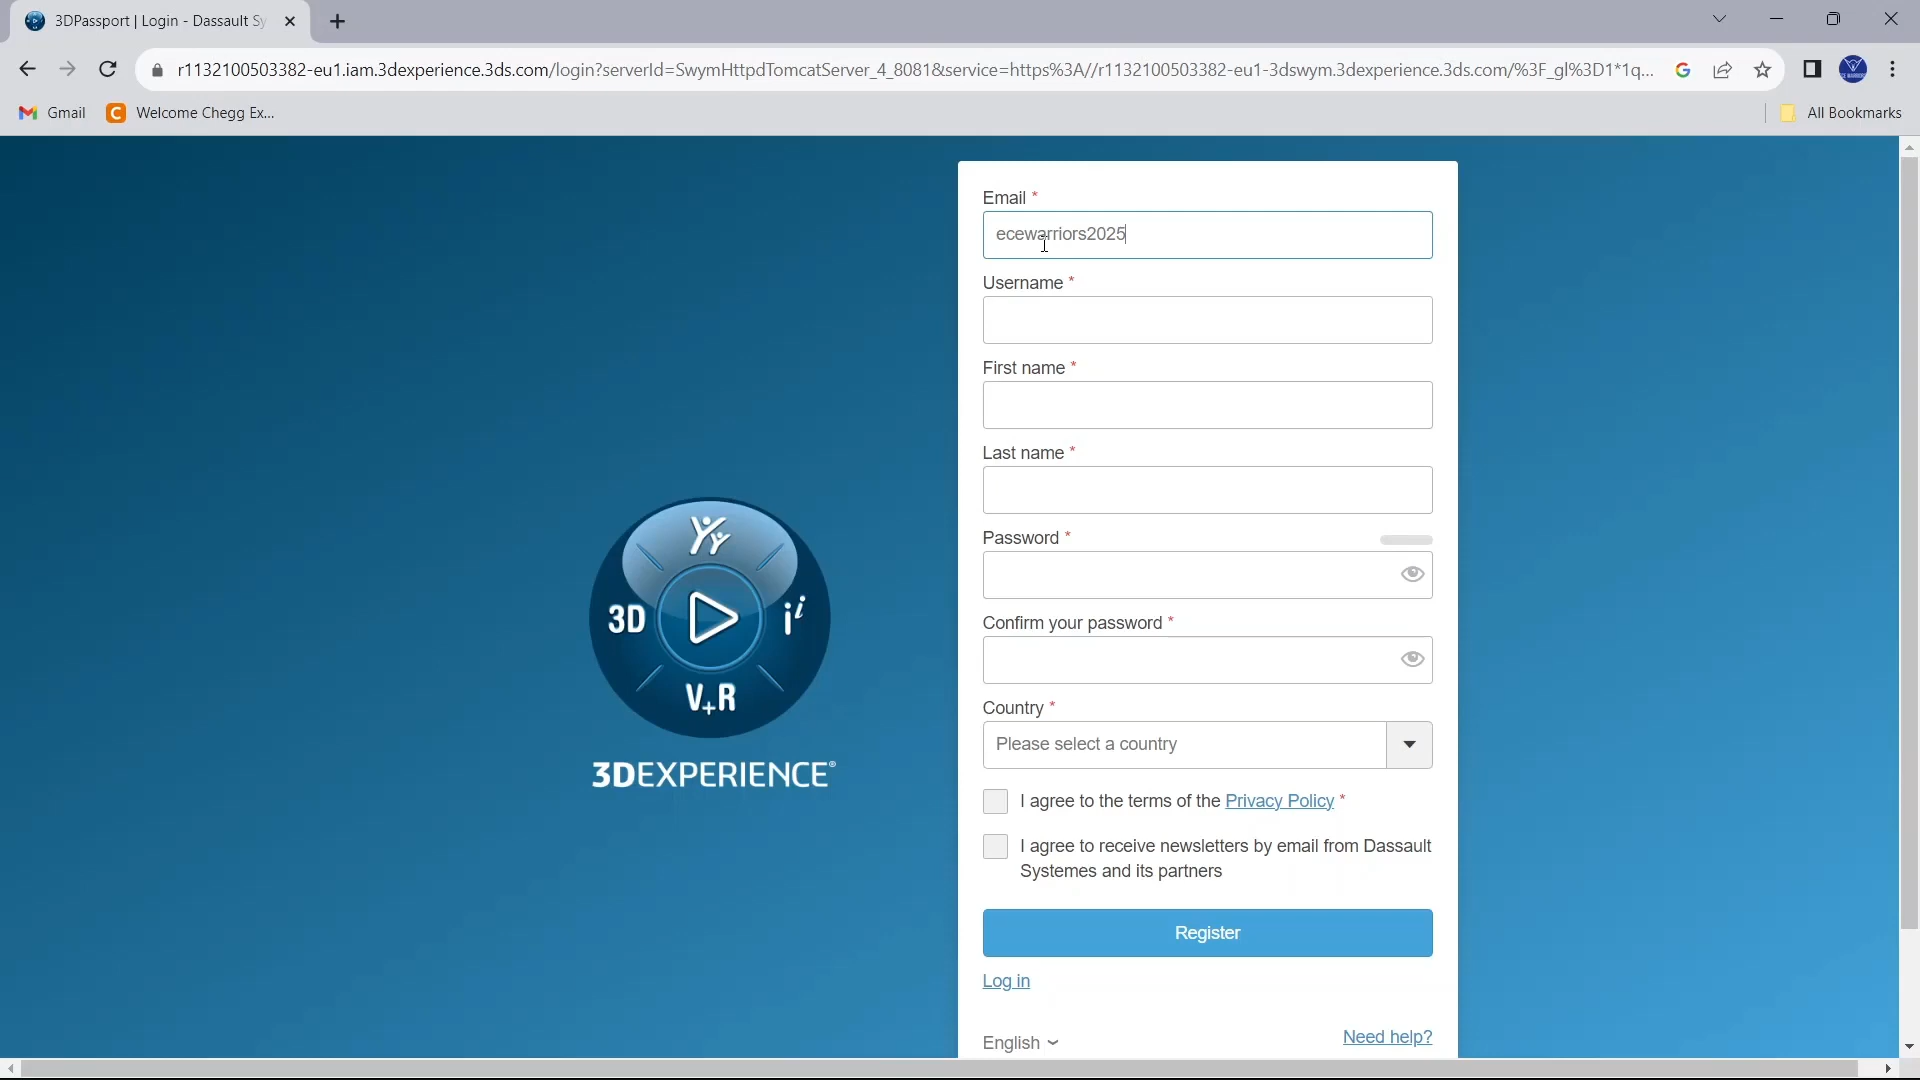 3DPassport | Login - Dassault Sy
r1132100503382-eu1.iam.3dexperience.3ds.com/login?serverId=SwymHttpdTomcatServer_4_8081&service=https%3A//r1132100503382-eu1-3dswym.3dexperience.3ds.com/%3F_gl%3D1*1q...
Gmail
Welcome Chegg Ex...
All Bookmarks
Email *
ecewarriors2025
Username *
First name *
Last name *
Password *
Confirm your password *
Country *
Please select a country
I agree to the terms of the Privacy Policy *
I agree to receive newsletters by email from Dassault
Systemes and its partners
Register
Log in
English
Need help?
3D
i i
V+R
3DEXPERIENCE®